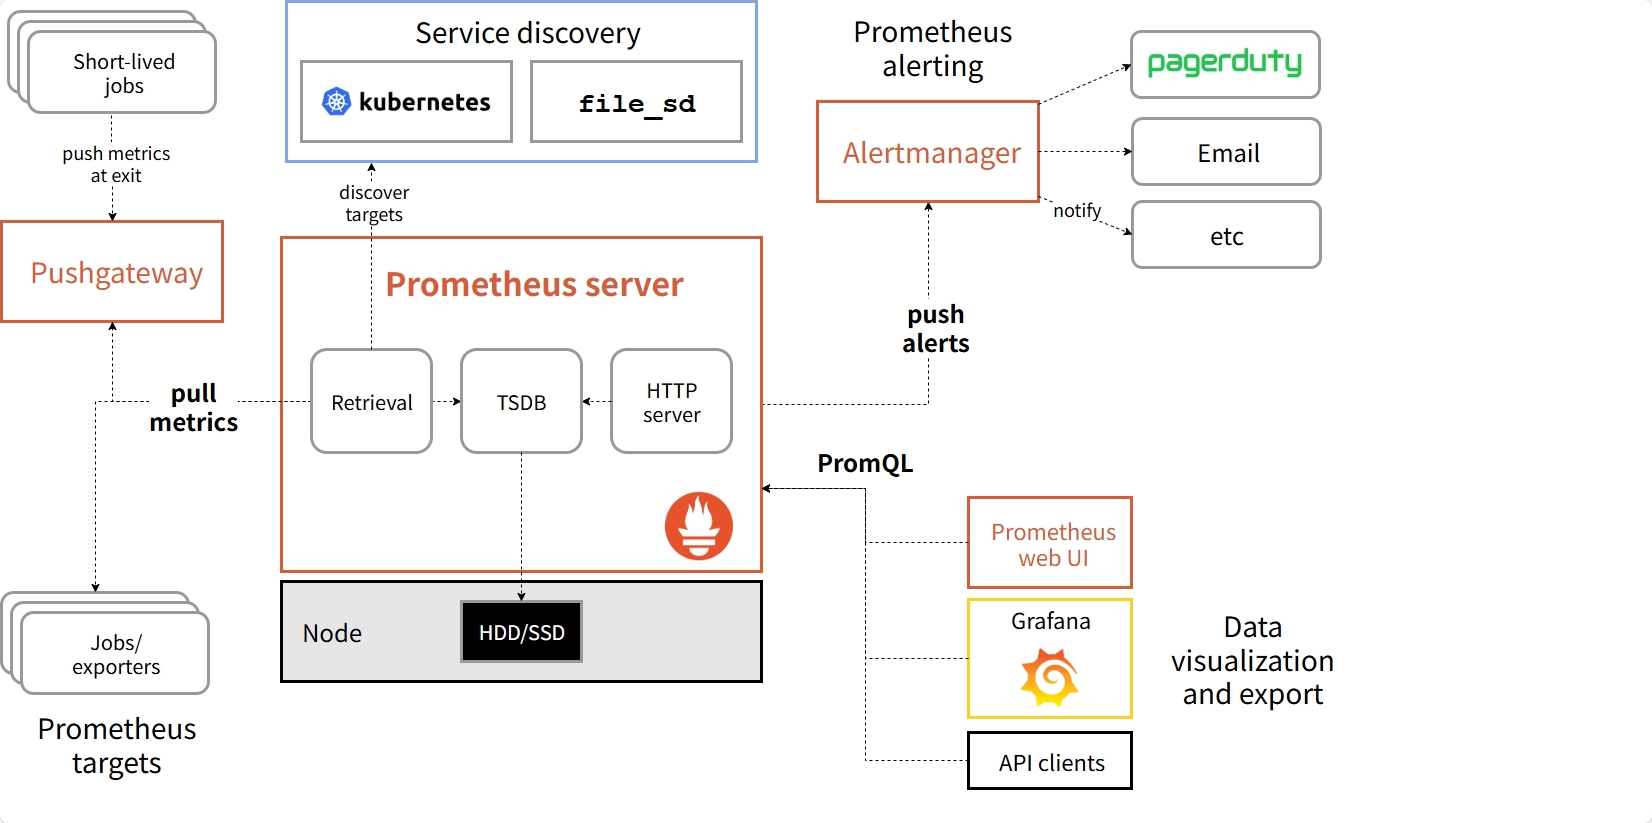 Short-lived
jobs
push metrics
at exit
Pushgateway
Service discovery
kubernetes
file_sd
discover
targets
Prometheus
alerting
Alertmanager
pagerduty
Email
etc
notify
Prometheus server
Retrieval
TSDB
HTTP
server
pull
metrics
push
alerts
PromQL
Node
HDD/SSD
Jobs/
exporters
Prometheus
targets
Prometheus
web UI
Grafana
API clients
Data
visualization
and export